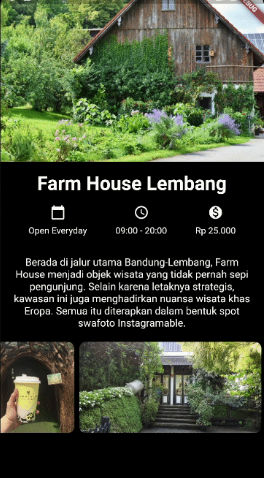 Farm House Lembang
Open Everyday
09:00 - 20:00
Rp 25.000
Berada di jalur utama Bandung-Lembang, Farm
House menjadi objek wisata yang tidak pernah sepi
pengunjung. Selain karena letaknya strategis,
kawasan ini juga menghadirkan nuansa wisata khas
Eropa. Semua itu diterapkan dalam bentuk spot
swafoto Instagramable.